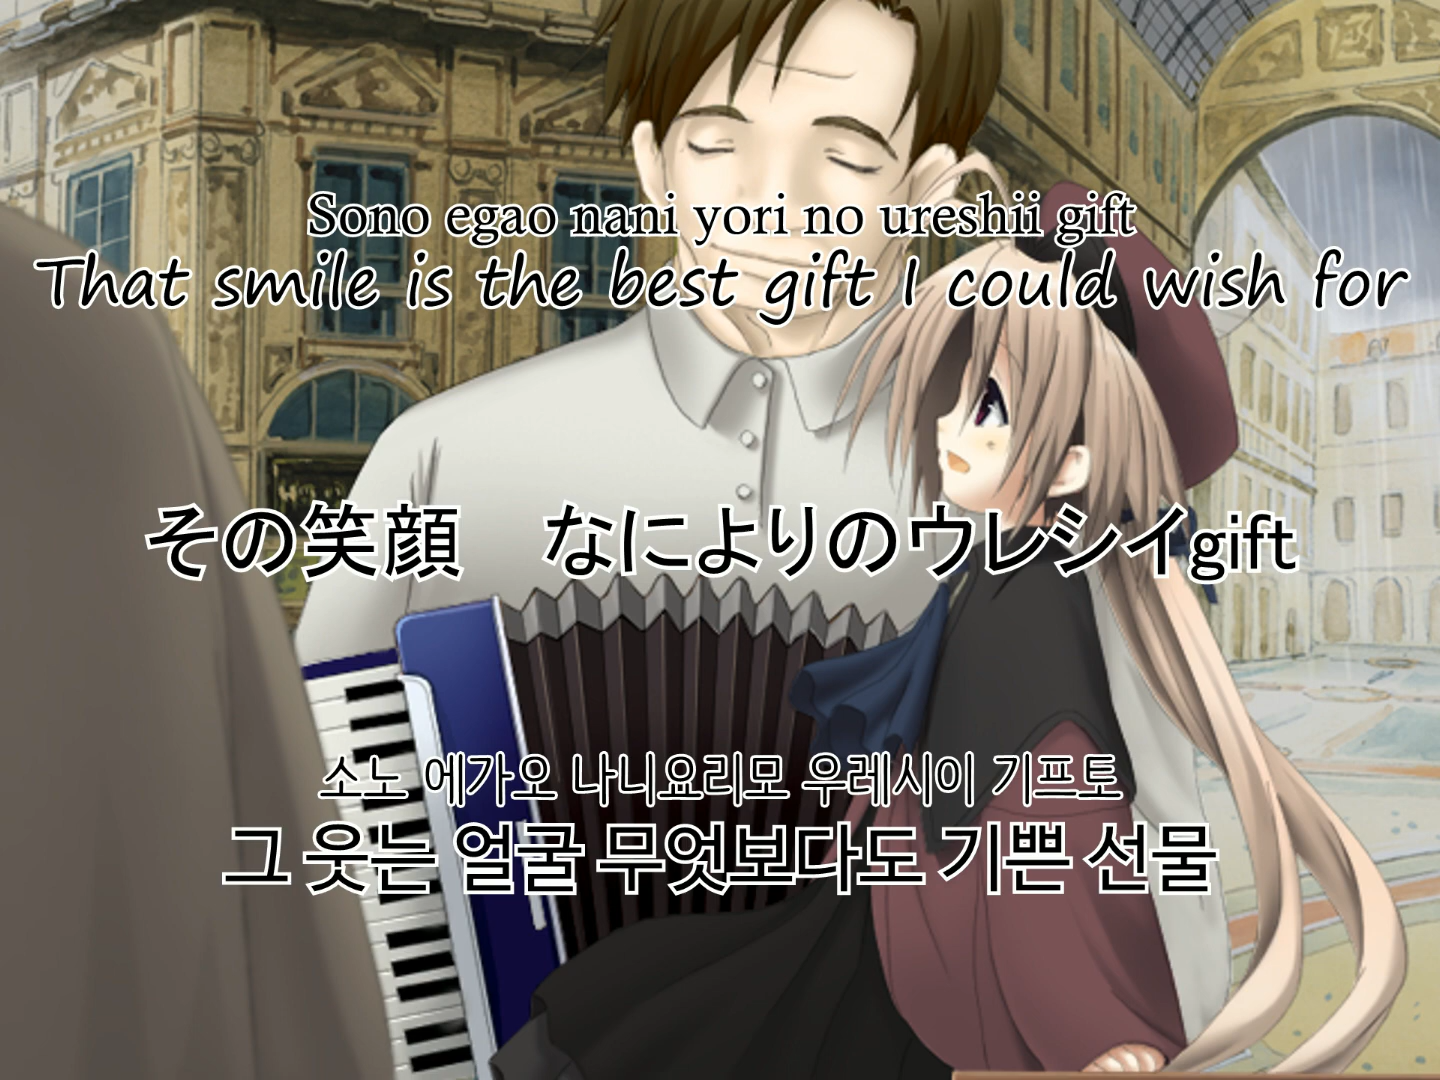 Sono egao nani yori no ureshii gift
That smile is the best gift I could wish for
その笑顔　なによりのウレシイgift
소노 에가오 나니요리모 우레시이 기프토
그 웃는 얼굴 무엇보다도 기쁜 선물